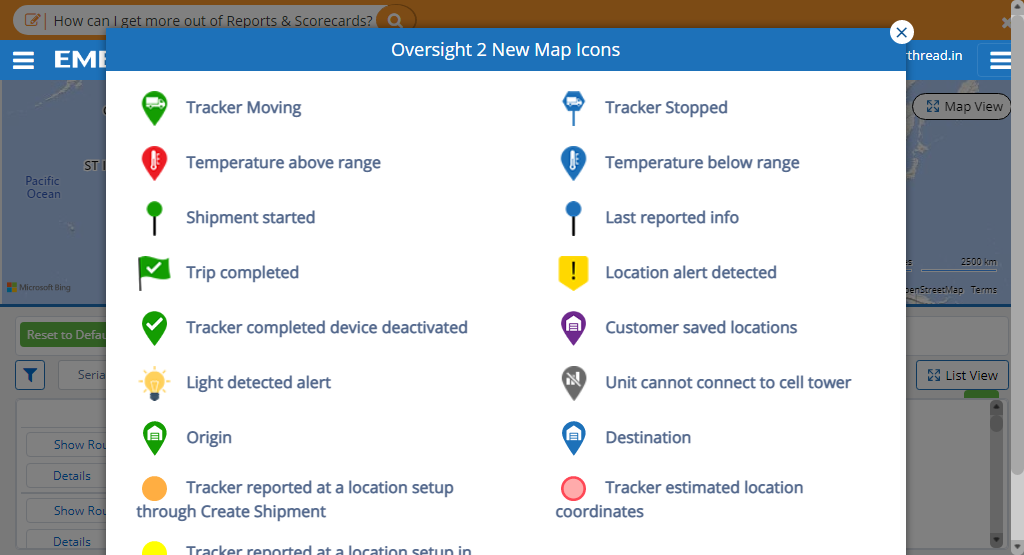 How can I get more out of Reports & Scorecards?
Oversight 2 New Map Icons
EME
rthread.in
Tracker Moving
Tracker Stopped
Map View
Temperature above range
Temperature below range
ST
Pacific
Ocean
Shipment started
Last reported info
Trip completed
Location alert detected
2500 km
Microsoft Bing
penStreetMap Terms
Reset to Defau
Tracker completed device deactivated
Customer saved locations
Seria
Light detected alert
Unit cannot connect to cell tower
List View
Show Rou
Origin
Destination
Details
Tracker reported at a location setup
through Create Shipment
Tracker estimated location
coordinates
Show Rou
Details
Tracker reported at a location setup in